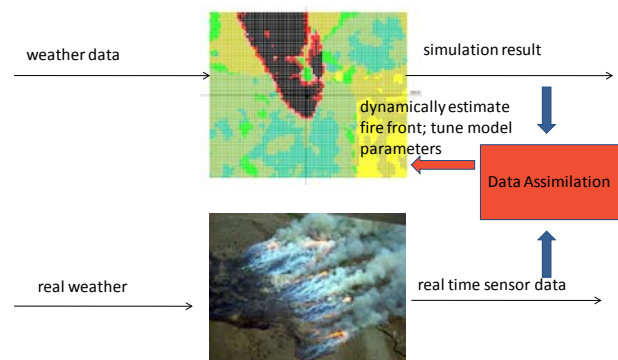 weather data
simulation result
dynamically estimate
fire front; tune model
parameters
Data Assimilation
real weather
real time sensor data